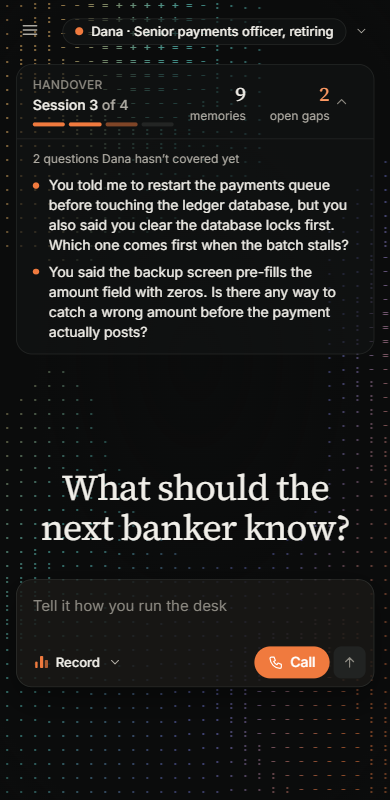 Dana · Senior payments officer, retiring
HANDOVER
Session 3 of 4
9
memories
2
open gaps
2 questions Dana hasn't covered yet
You told me to restart the payments queue
before touching the ledger database, but you
also said you clear the database locks first.
Which one comes first when the batch stalls?
You said the backup screen pre-fills the
amount field with zeros. Is there any way to
catch a wrong amount before the payment
actually posts?
What should the
next banker know?
Tell it how you run the desk
Record
Call